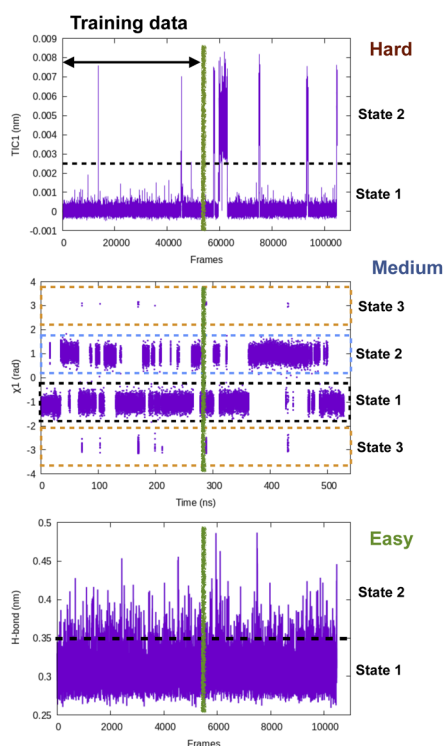 Training data
Hard
0.009
0.008
0.007
0.006
0.005
0.004
0.003
0.002
0.001
0
-0.001
TIC1 (nm)
State 2
State 1
0 20000 40000 60000 80000 100000
Frames
Medium
4
3
2
1
0
-1
-2
-3
-4
χ1 (rad)
State 3
State 2
State 1
State 3
0 100 200 300 400 500
Time (ns)
Easy
0.5
0.45
0.4
0.35
0.3
0.25
H-bond (nm)
State 2
State 1
0 2000 4000 6000 8000 10000
Frames